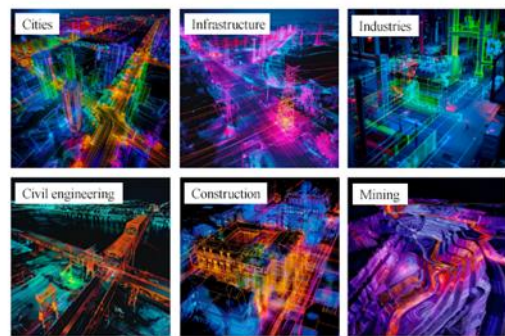 Cities
Infrastructure
Industries
Civil engineering
Construction
Mining